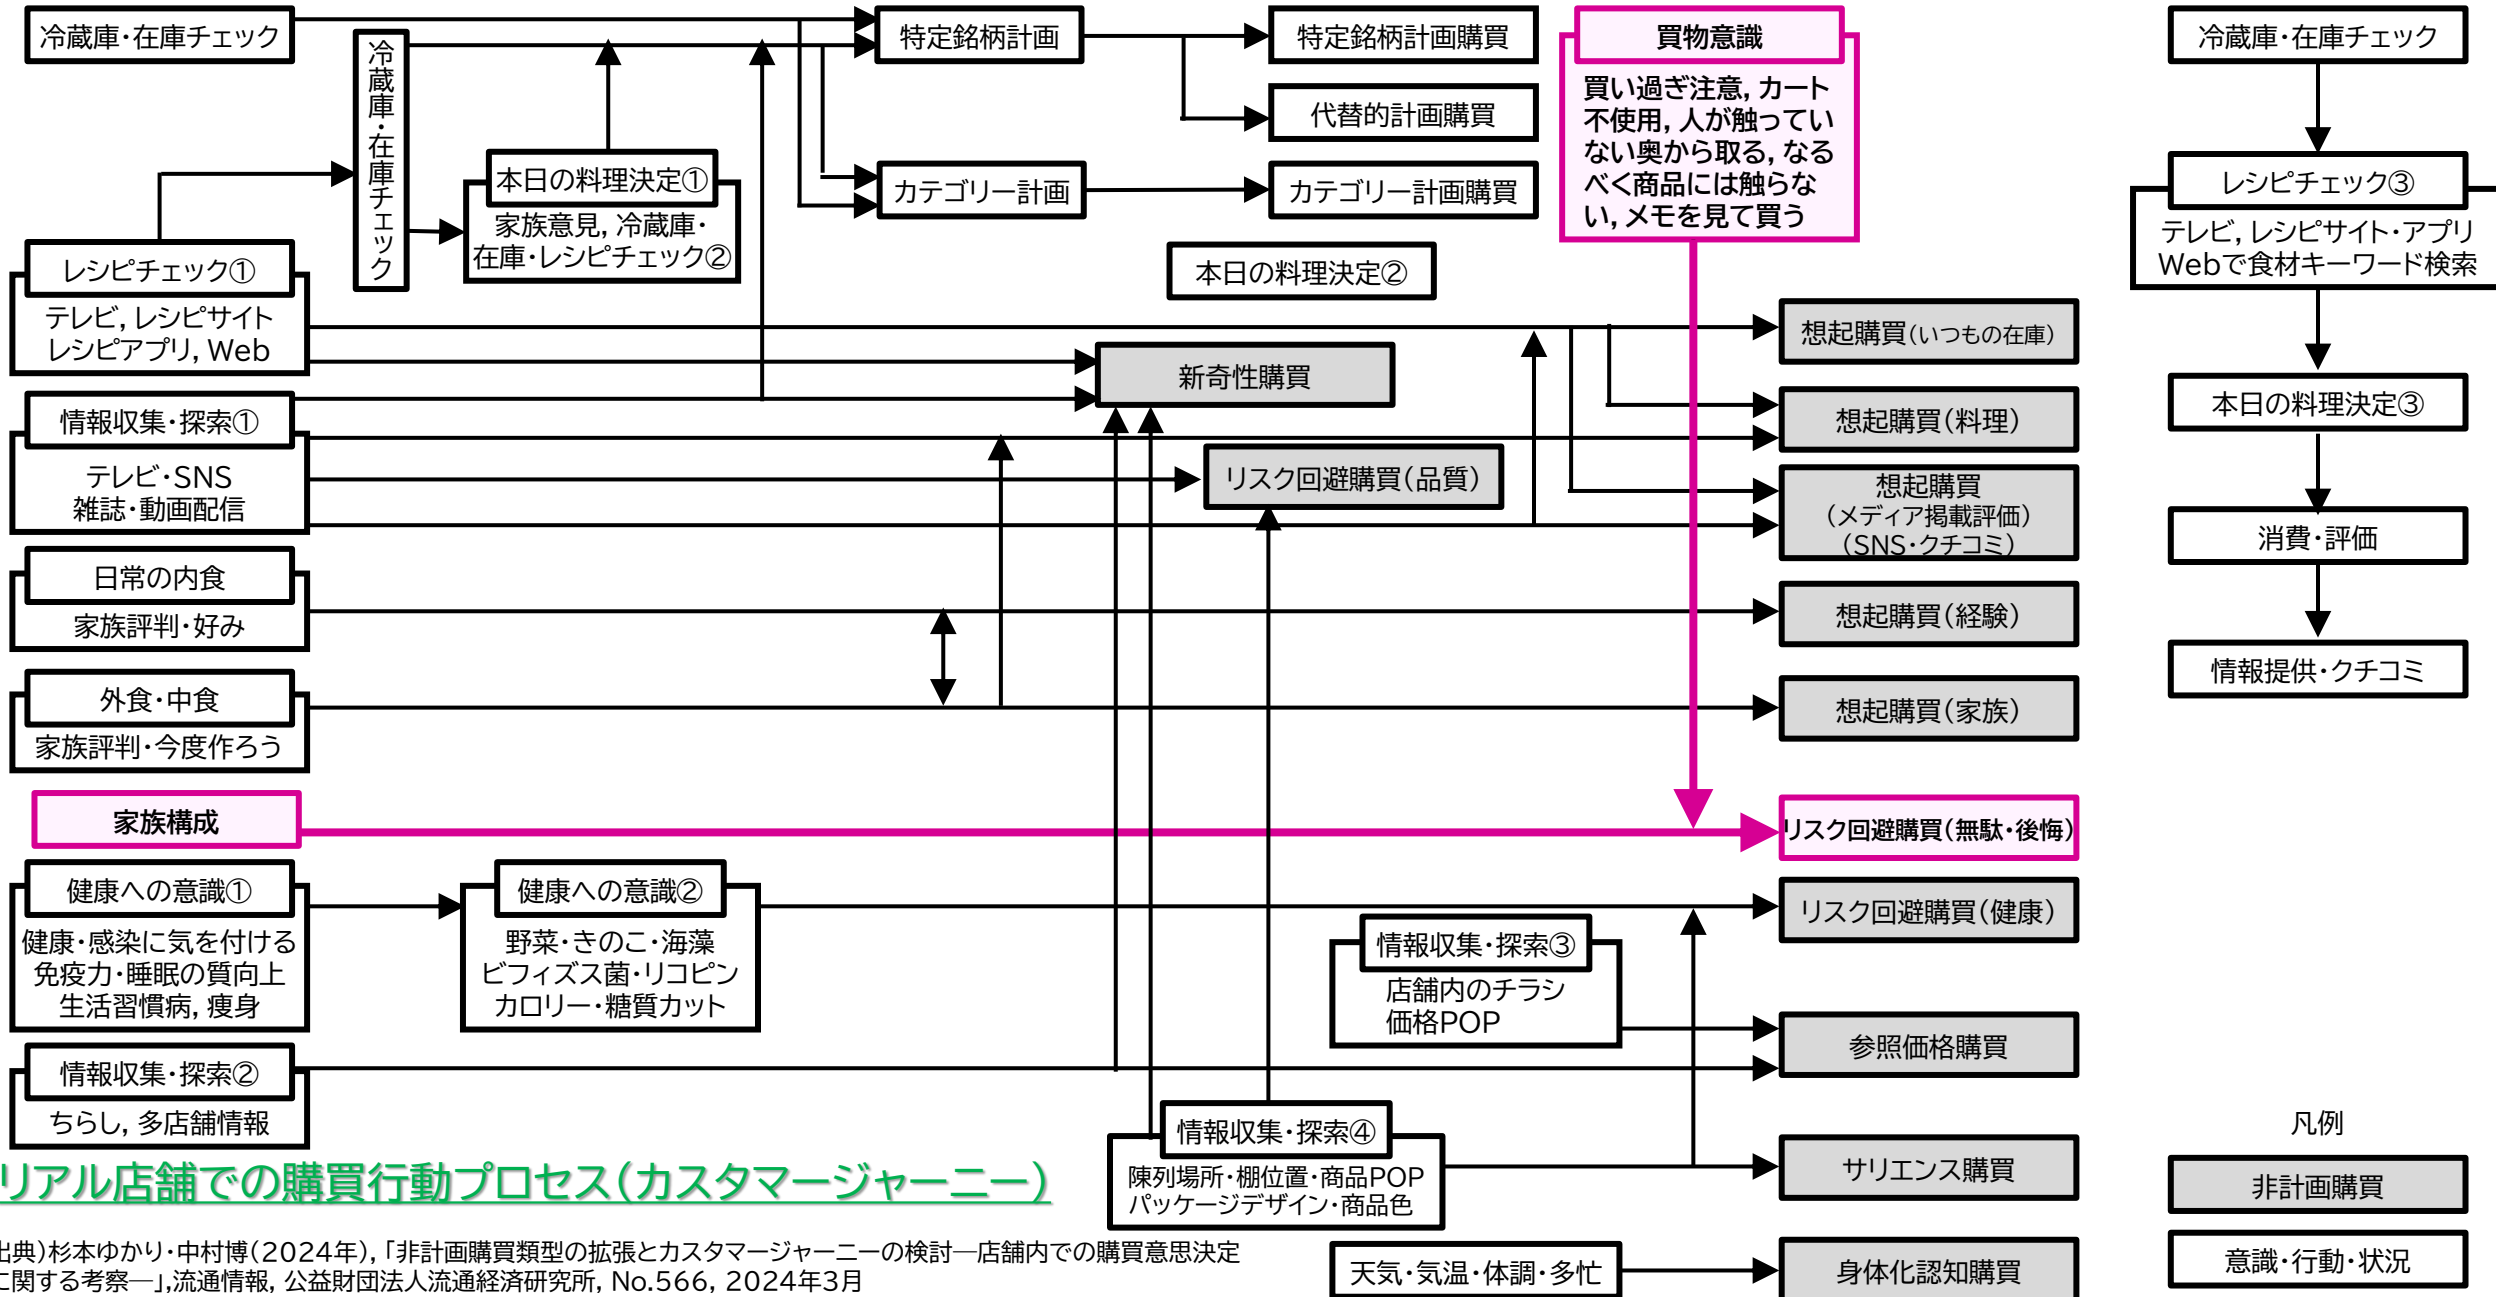 冷蔵庫・在庫チェック
冷蔵庫・在庫チェック
特定銘柄計画
特定銘柄計画購買
代替的計画購買
カテゴリー計画
カテゴリー計画購買
本日の料理決定①
家族意見, 冷蔵庫・
在庫・レシピチェック②
本日の料理決定②
買物意識
買い過ぎ注意, カート
不使用, 人が触ってい
ない奥から取る, なる
べく商品には触らな
い, メモを見て買う
レシピチェック①
テレビ, レシピサイト
レシピアプリ, Web
情報収集・探索①
テレビ・SNS
雑誌・動画配信
日常の内食
家族評判・好み
外食・中食
家族評判・今度作ろう
家族構成
健康への意識①
健康・感染に気を付ける
免疫力・睡眠の質向上
生活習慣病, 痩身
健康への意識②
野菜・きのこ・海藻
ビフィズス菌・リコピン
カロリー・糖質カット
情報収集・探索②
ちらし, 多店舗情報
新奇性購買
リスク回避購買(品質)
情報収集・探索③
店舗内のチラシ
価格POP
情報収集・探索④
陳列場所・棚位置・商品POP
パッケージデザイン・商品色
天気・気温・体調・多忙
想起購買(いつもの在庫)
想起購買(料理)
想起購買
(メディア掲載評価)
(SNS・クチコミ)
想起購買(経験)
想起購買(家族)
リスク回避購買(無駄・後悔)
リスク回避購買(健康)
参照価格購買
サリエンス購買
身体化認知購買
冷蔵庫・在庫チェック
レシピチェック③
テレビ, レシピサイト・アプリ
Webで食材キーワード検索
本日の料理決定③
消費・評価
情報提供・クチコミ
凡例
非計画購買
意識・行動・状況
リアル店舗での購買行動プロセス(カスタマージャーニー)
出典)杉本ゆかり・中村博(2024年), 「非計画購買類型の拡張とカスタマージャーニーの検討―店舗内での購買意思決定
に関する考察―」,流通情報, 公益財団法人流通経済研究所, No.566, 2024年3月